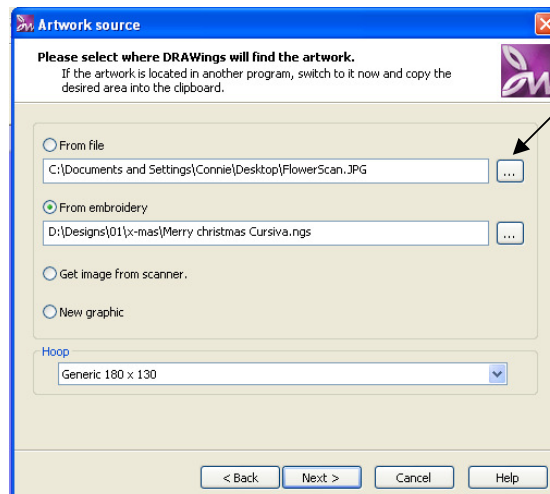 Artwork source
Please select where DRAWings will find the artwork.
If the artwork is located in another program, switch to it now and copy the
desired area into the clipboard.
From file
C:\Documents and Settings\Connie\Desktop\FlowerScan.JPG
...
From embroidery
D:\Designs\01\x-mas\Merry christmas Cursiva.ngs
...
Get image from scanner.
New graphic
Hoop
Generic 180 x 130
< Back Next > Cancel Help